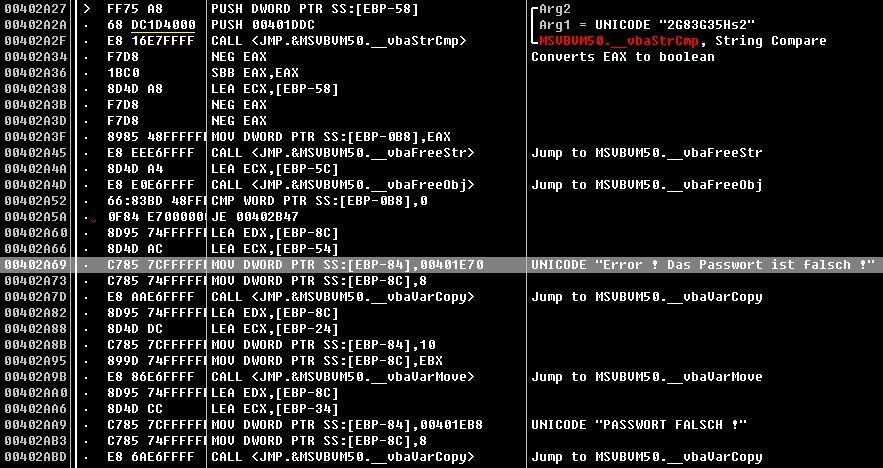 00402A27 > FF75 A8 PUSH DWORD PTR SS:[EBP-58] Arg2
00402A2A · 68 DC1D4000 PUSH 00401DDC Arg1 = UNICODE "2G83G35Hs2"
00402A2F · E8 16E7FFFF CALL <JMP.&MSVBVM50.__vbaStrCmp> MSVBVM50.__vbaStrCmp, String Compare
00402A34 · F7D8 NEG EAX Converts EAX to boolean
00402A36 · 1BC0 SBB EAX,EAX
00402A38 · 8D4D A8 LEA ECX,[EBP-58]
00402A3B · F7D8 NEG EAX
00402A3D · F7D8 NEG EAX
00402A3F · 8985 48FFFFFF MOV DWORD PTR SS:[EBP-0B8],EAX
00402A45 · E8 EEE6FFFF CALL <JMP.&MSVBVM50.__vbaFreeStr> Jump to MSVBVM50.__vbaFreeStr
00402A4A · 8D4D A4 LEA ECX,[EBP-5C]
00402A4D · E8 E0E6FFFF CALL <JMP.&MSVBVM50.__vbaFreeObj> Jump to MSVBVM50.__vbaFreeObj
00402A52 · 66:83BD 48FF CMP WORD PTR SS:[EBP-0B8],0
00402A5A · 0F84 E700000 JE 00402B47
00402A60 · 8D95 74FFFFF LEA EDX,[EBP-8C]
00402A66 · 8D4D AC LEA ECX,[EBP-54]
00402A69 · C785 7CFFFFF MOV DWORD PTR SS:[EBP-84],00401E70 UNICODE "Error ! Das Passwort ist falsch !"
00402A73 · C785 74FFFFF MOV DWORD PTR SS:[EBP-8C],8
00402A7D · E8 AAE6FFFF CALL <JMP.&MSVBVM50.__vbaVarCopy> Jump to MSVBVM50.__vbaVarCopy
00402A82 · 8D95 74FFFFF LEA EDX,[EBP-8C]
00402A88 · 8D4D DC LEA ECX,[EBP-24]
00402A8B · C785 7CFFFFF MOV DWORD PTR SS:[EBP-84],10
00402A95 · 899D 74FFFFF MOV DWORD PTR SS:[EBP-8C],EBX
00402A9B · E8 86E6FFFF CALL <JMP.&MSVBVM50.__vbaVarMove> Jump to MSVBVM50.__vbaVarMove
00402AA0 · 8D95 74FFFFF LEA EDX,[EBP-8C]
00402AA6 · 8D4D CC LEA ECX,[EBP-34]
00402AA9 · C785 7CFFFFF MOV DWORD PTR SS:[EBP-84],00401EB8 UNICODE "PASSWORT FALSCH !"
00402AB3 · C785 74FFFFF MOV DWORD PTR SS:[EBP-8C],8
00402ABD · E8 6AE6FFFF CALL <JMP.&MSVBVM50.__vbaVarCopy> Jump to MSVBVM50.__vbaVarCopy